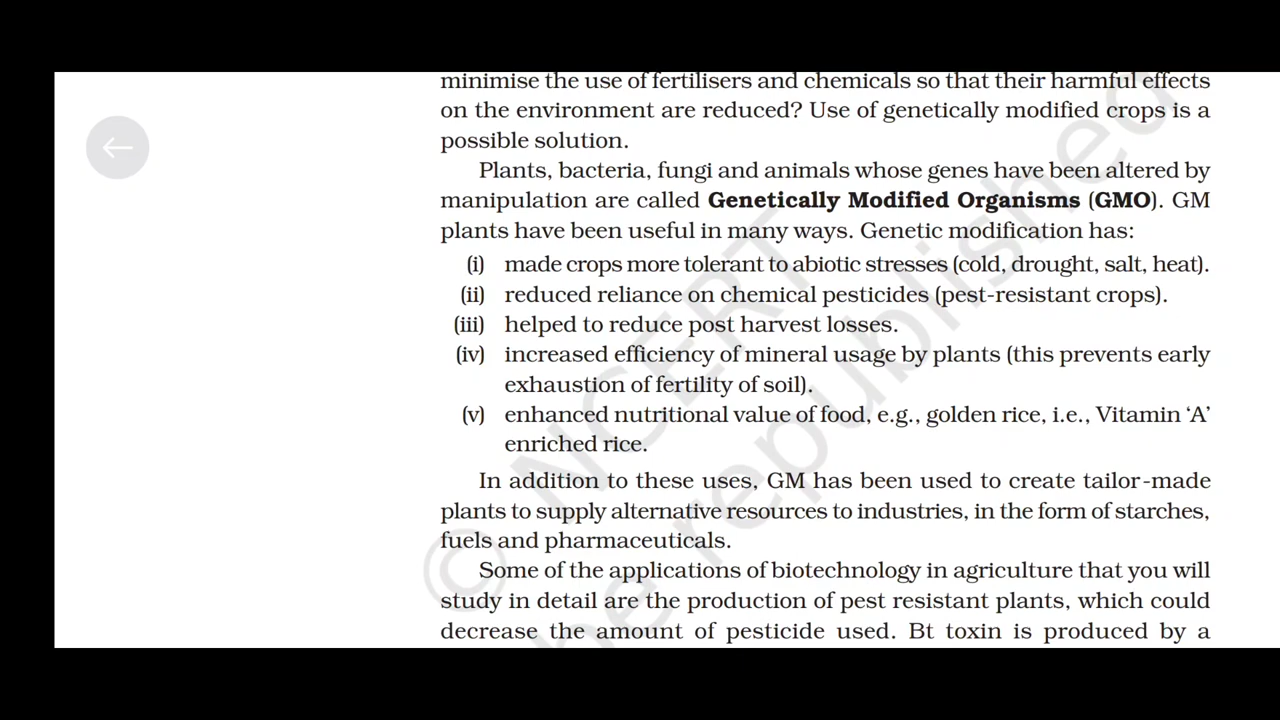 minimise the use of fertilisers and chemicals so that their harmful effects
on the environment are reduced? Use of genetically modified crops is a
possible solution.
Plants, bacteria, fungi and animals whose genes have been altered by
manipulation are called Genetically Modified Organisms (GMO). GM
plants have been useful in many ways. Genetic modification has:
(i) made crops more tolerant to abiotic stresses (cold, drought, salt, heat).
(ii) reduced reliance on chemical pesticides (pest-resistant crops).
(iii) helped to reduce post harvest losses.
(iv) increased efficiency of mineral usage by plants (this prevents early
exhaustion of fertility of soil).
(v) enhanced nutritional value of food, e.g., golden rice, i.e., Vitamin ‘A’
enriched rice.
In addition to these uses, GM has been used to create tailor-made
plants to supply alternative resources to industries, in the form of starches,
fuels and pharmaceuticals.
Some of the applications of biotechnology in agriculture that you will
study in detail are the production of pest resistant plants, which could
decrease the amount of pesticide used. Bt toxin is produced by a
© NCERT
be republished